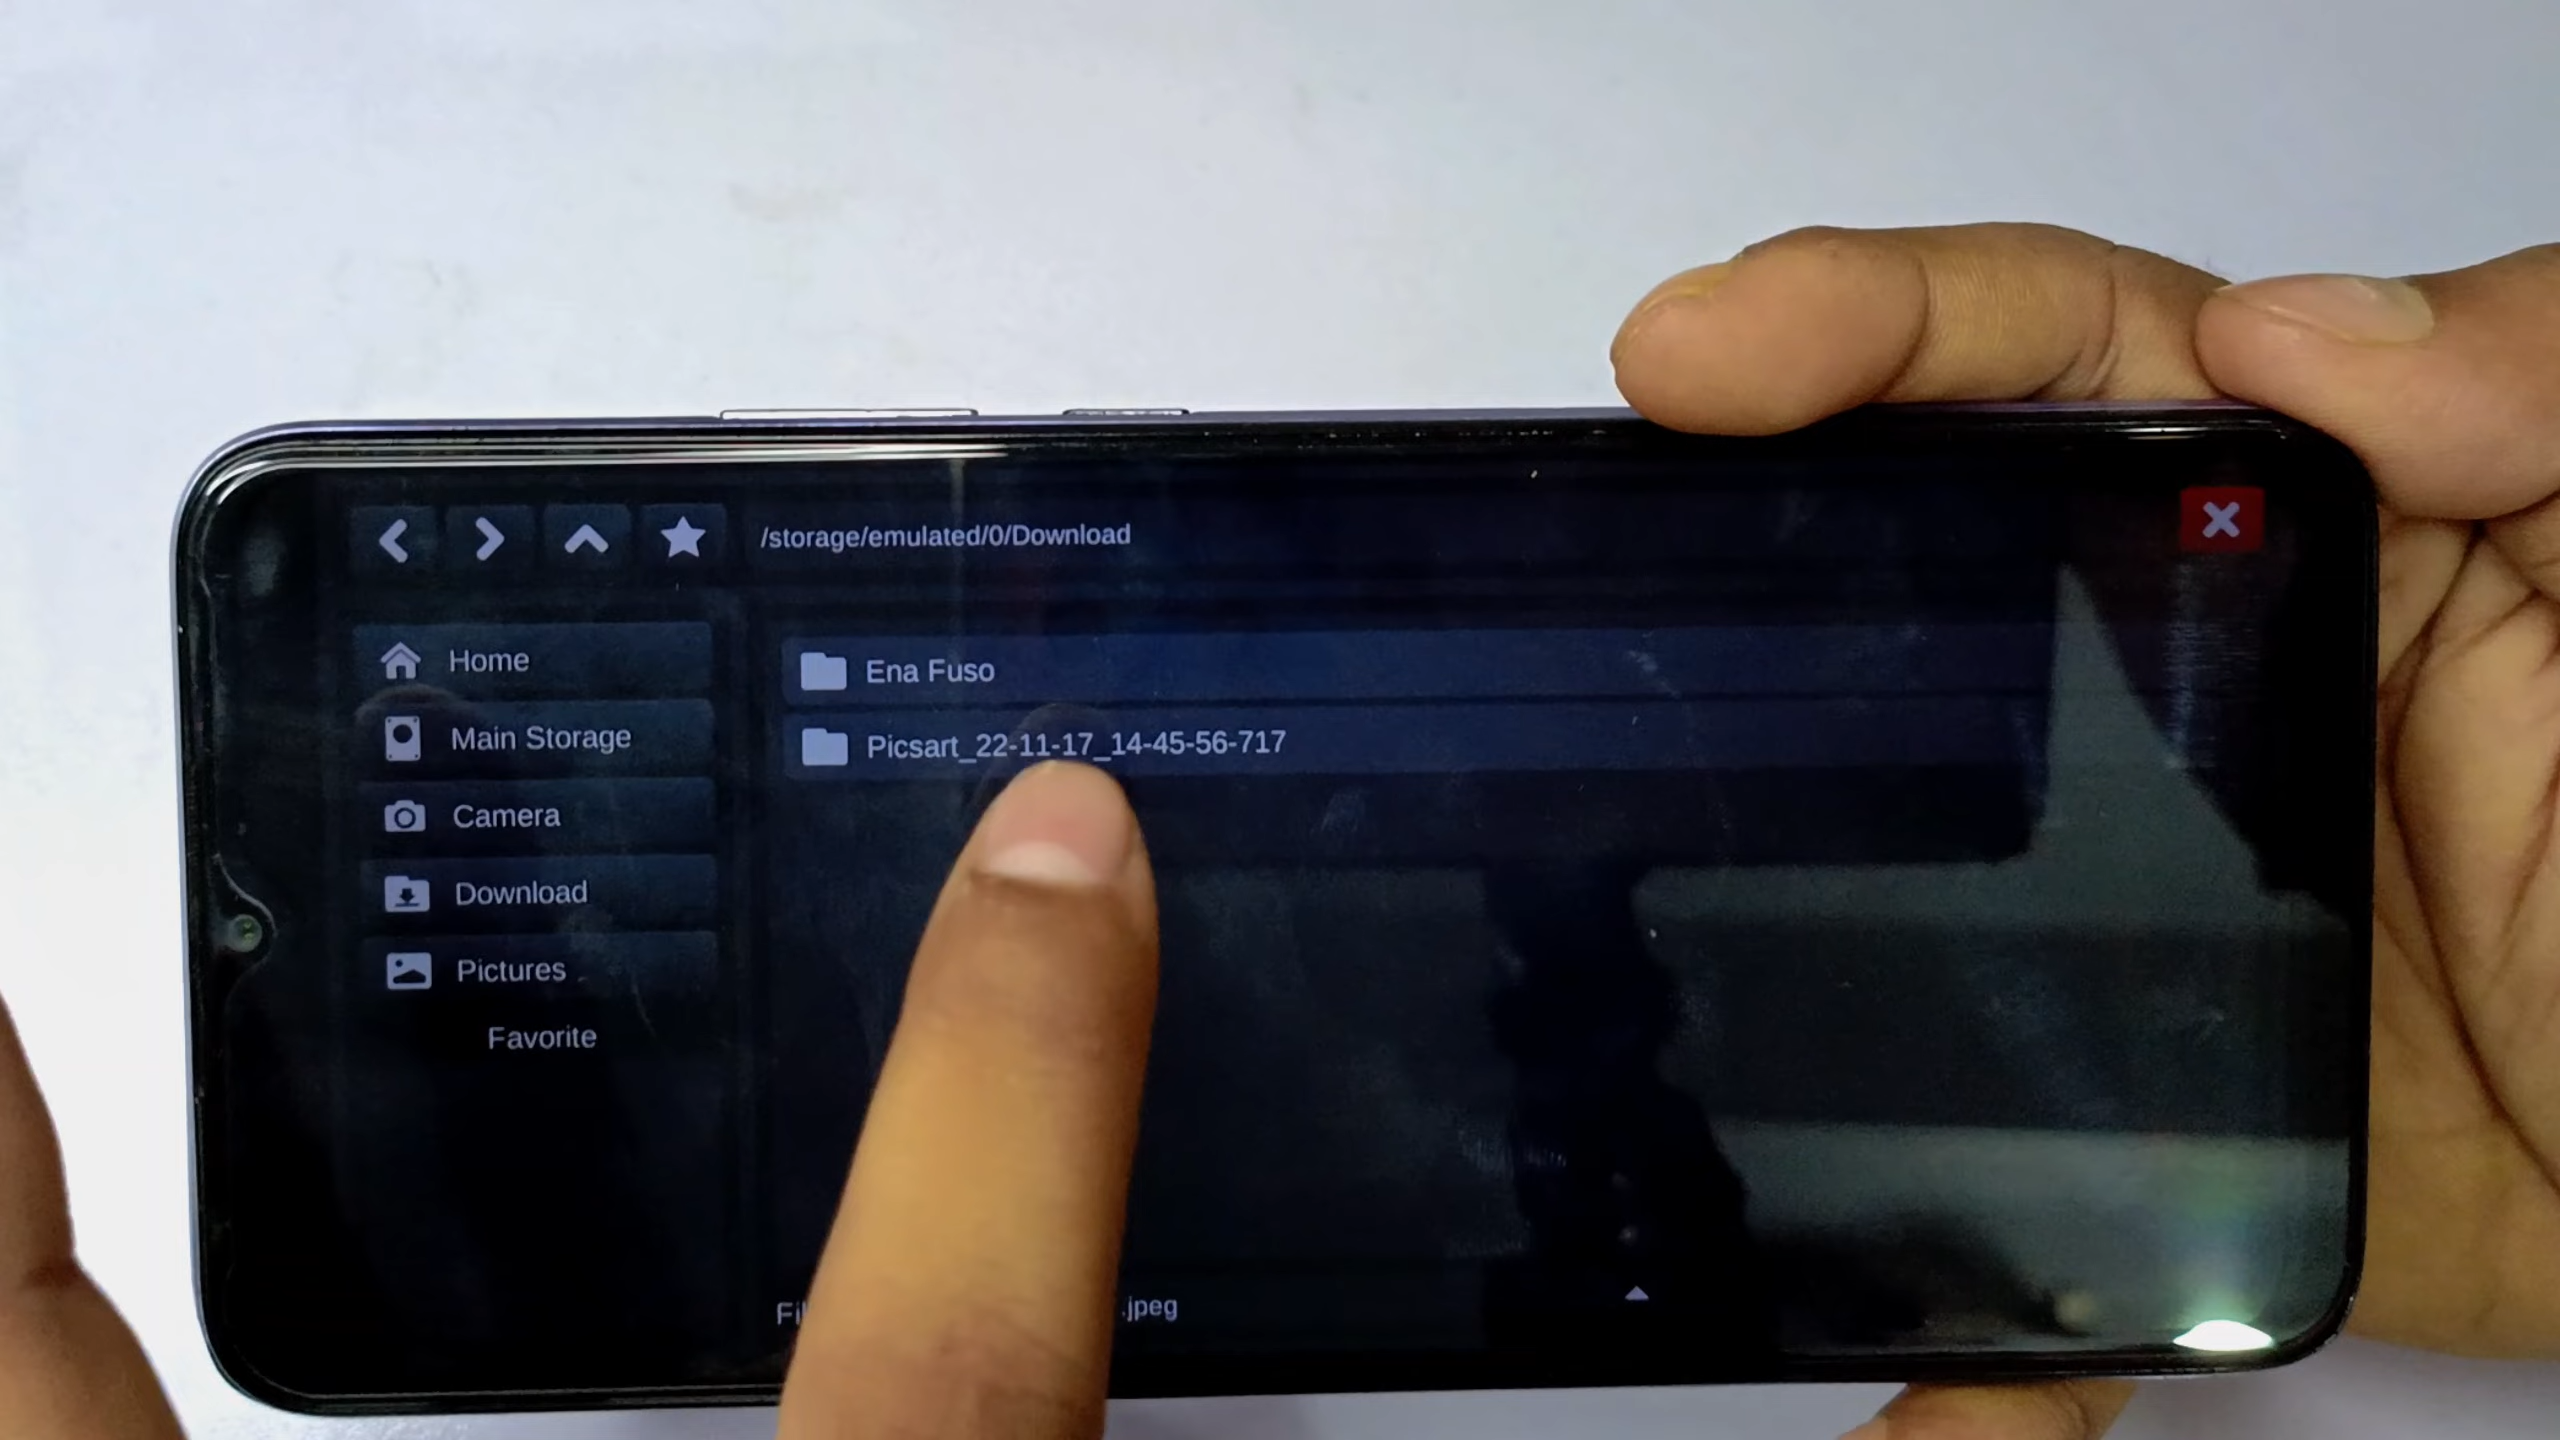 /storage/emulated/0/Download
Home
Main Storage
Camera
Download
Pictures
Favorite
Ena Fuso
Picsart_22-11-17_14-45-56-717
.jpeg